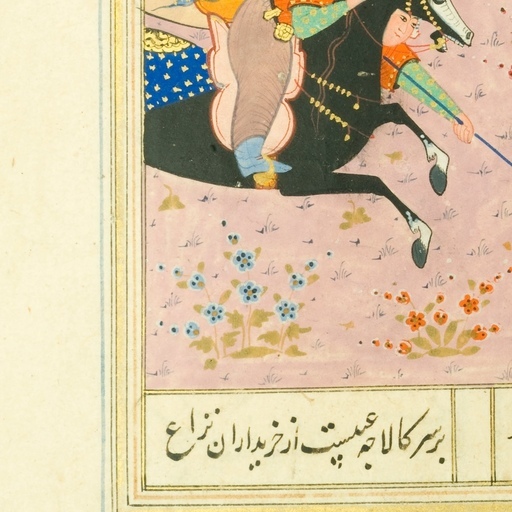 بر سر کالا چه عیبست از خریداران نزاع